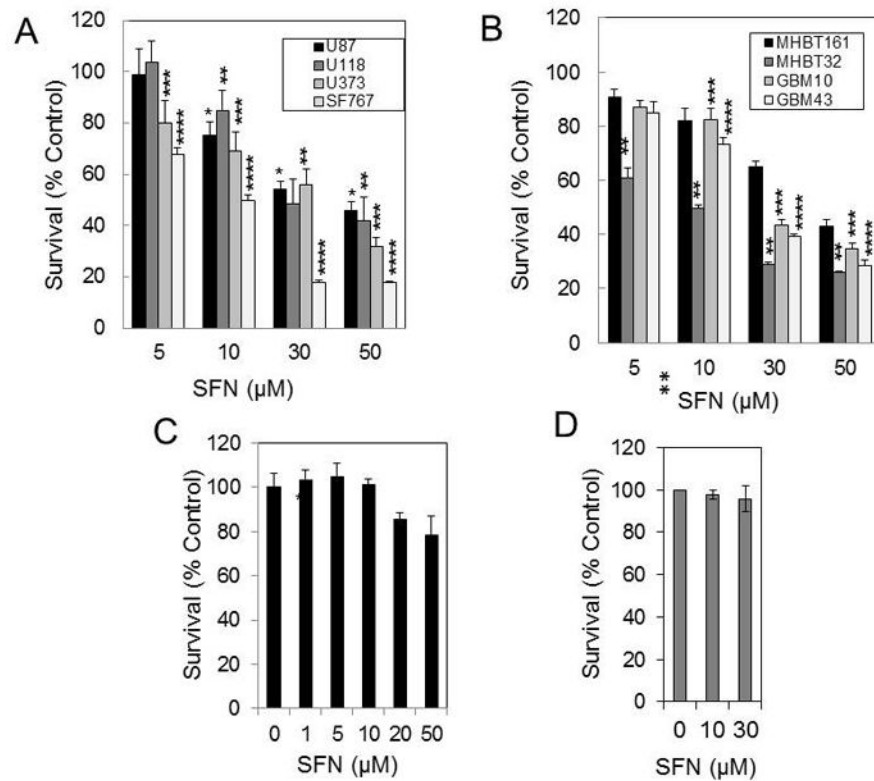 A
120
100
80
60
40
20
0
Survival (% Control)
U87
U118
U373
SF767
***
****
*
**
***
****
*
**
****
*
**
***
****
5 10 30 50
SFN (µM)
B
120
100
80
60
40
20
0
Survival (% Control)
MHBT161
MHBT32
GBM10
GBM43
**
**
***
****
**
***
****
**
***
****
5 10 30 50
**
SFN (µM)
C
120
100
80
60
40
20
0
Survival (% Control)
*
0 1 5 10 20 50
SFN (µM)
D
120
100
80
60
40
20
0
Survival (% Control)
0 10 30
SFN (µM)